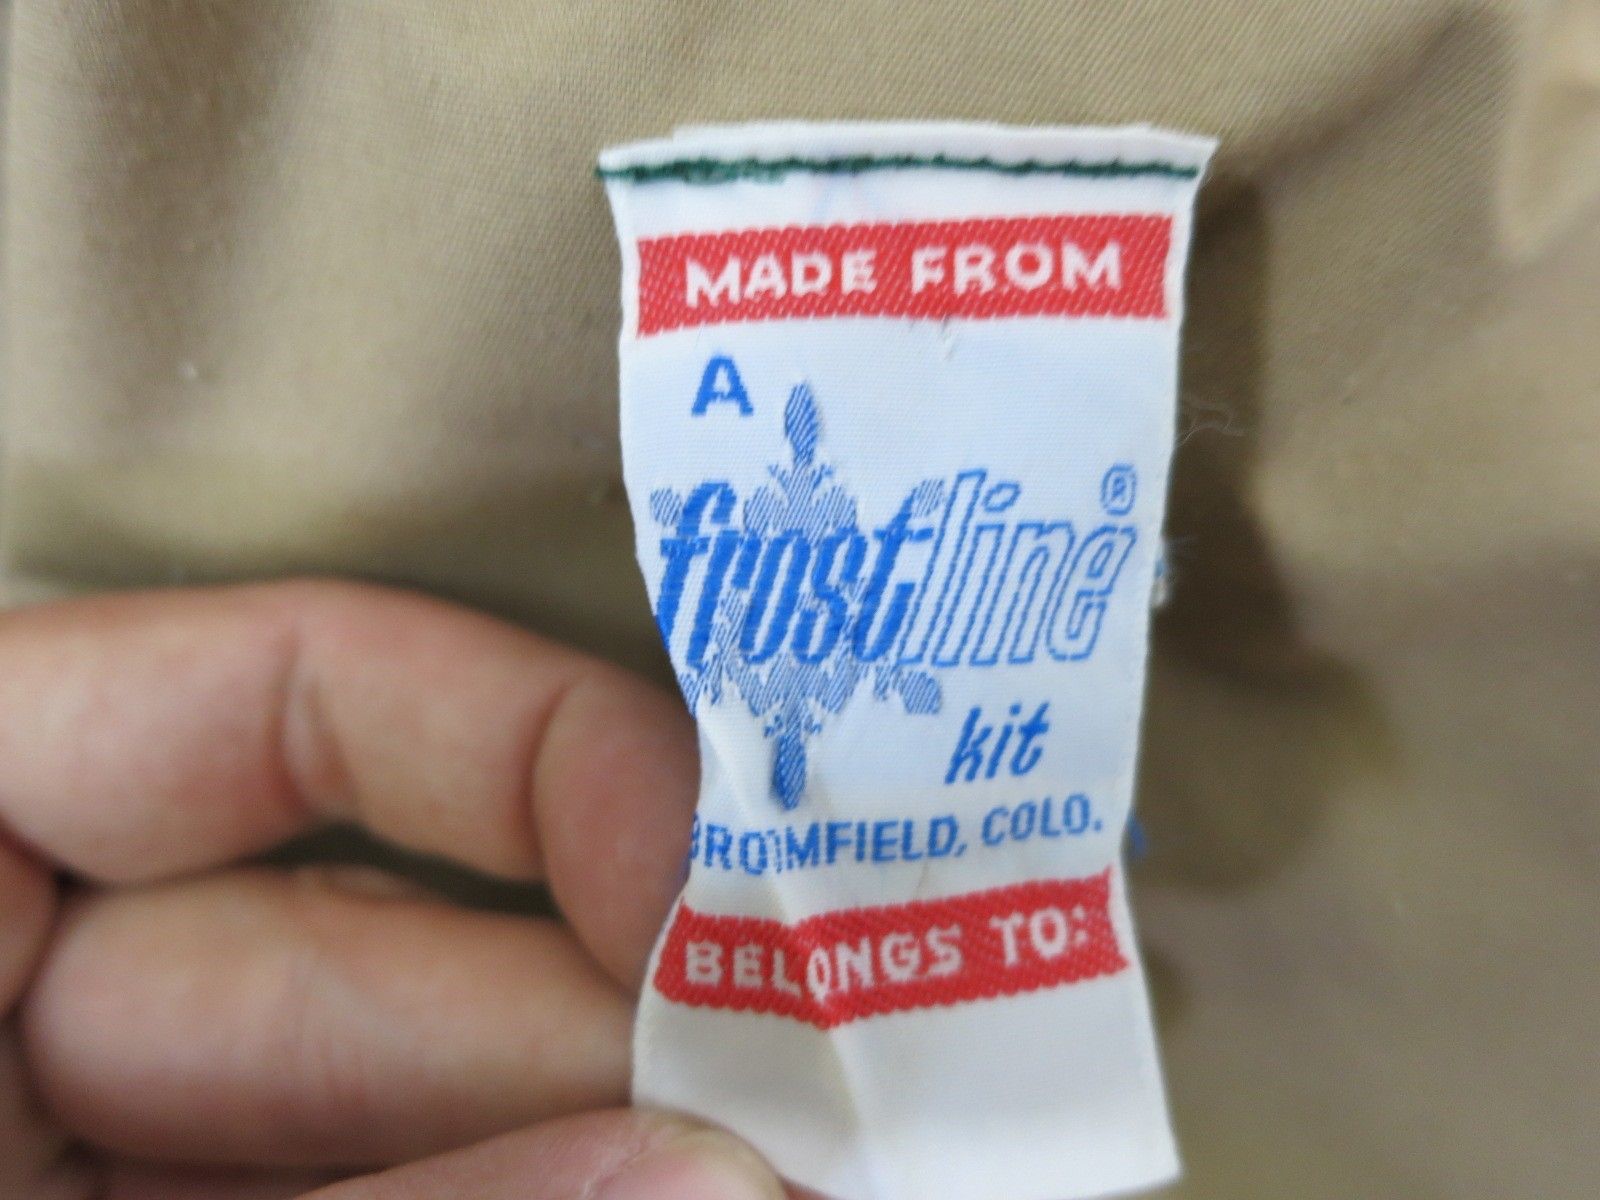 MADE FROM
A
frostline®
kit
BROOMFIELD, COLO.
BELONGS TO: